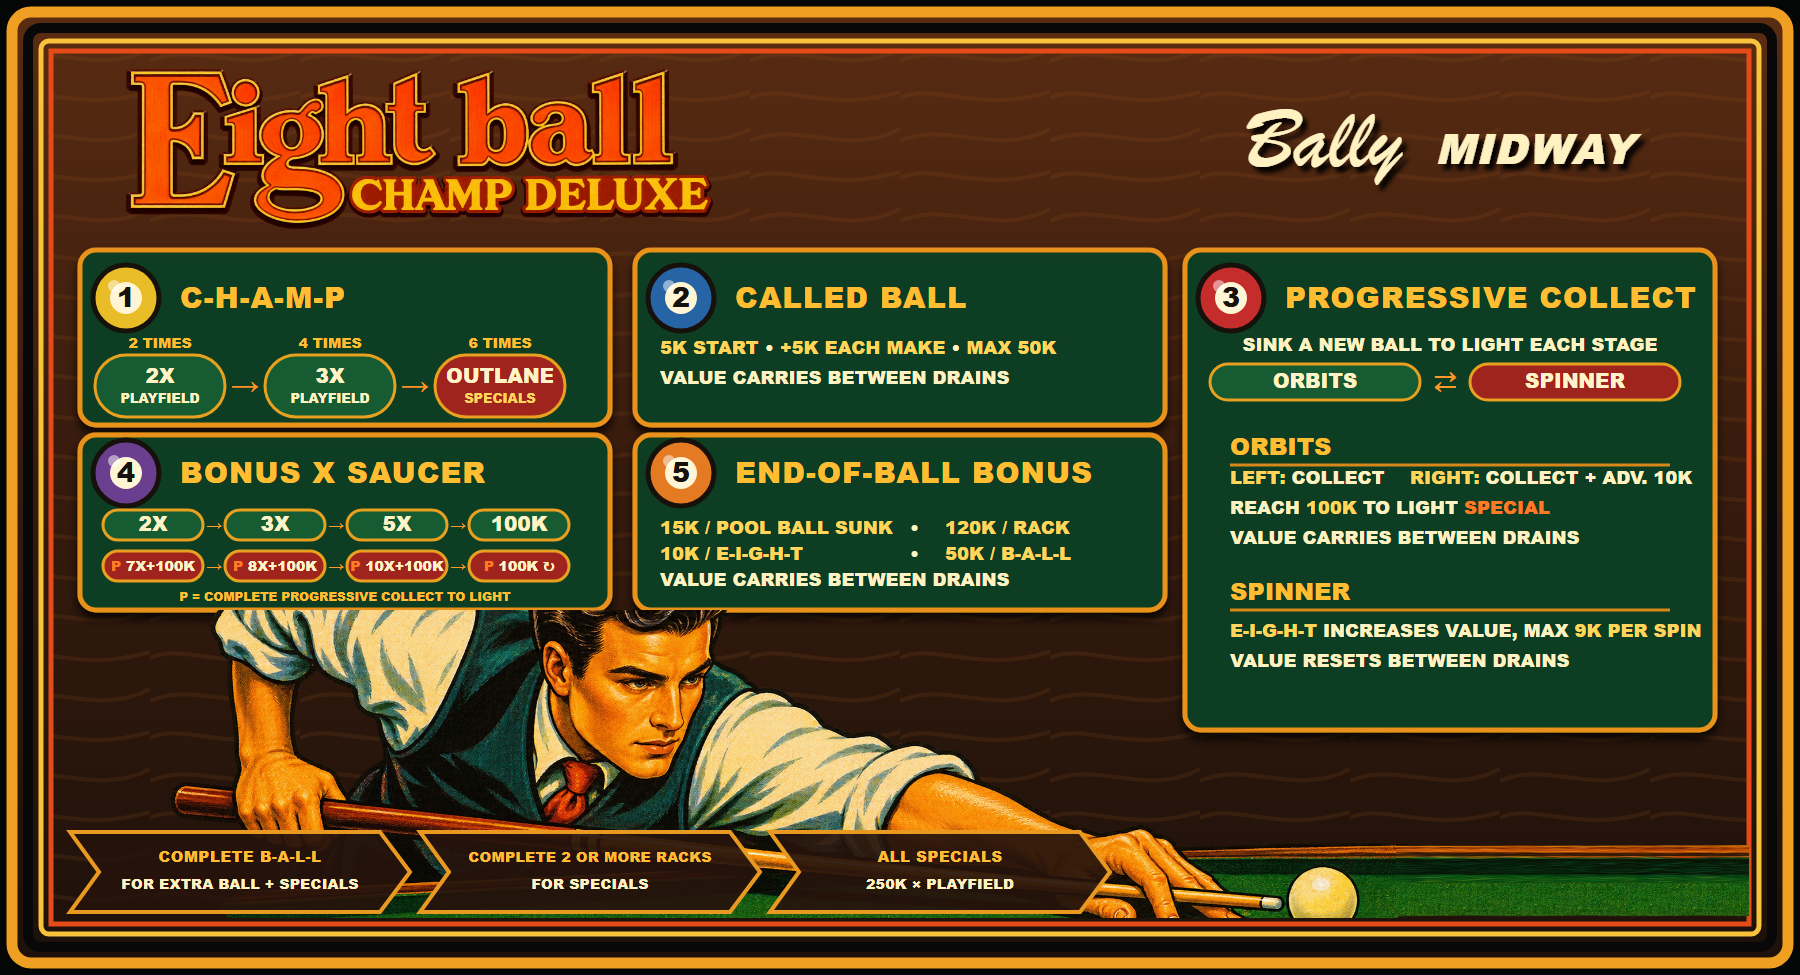 Eight ball
CHAMP DELUXE
Bally MIDWAY
1 C-H-A-M-P
2 TIMES 4 TIMES 6 TIMES
2X → 3X → OUTLANE
PLAYFIELD PLAYFIELD SPECIALS
2 CALLED BALL
5K START • +5K EACH MAKE • MAX 50K
VALUE CARRIES BETWEEN DRAINS
3 PROGRESSIVE COLLECT
SINK A NEW BALL TO LIGHT EACH STAGE
ORBITS ⇄ SPINNER
ORBITS
LEFT: COLLECT RIGHT: COLLECT + ADV. 10K
REACH 100K TO LIGHT SPECIAL
VALUE CARRIES BETWEEN DRAINS
SPINNER
E-I-G-H-T INCREASES VALUE, MAX 9K PER SPIN
VALUE RESETS BETWEEN DRAINS
4 BONUS X SAUCER
2X → 3X → 5X → 100K
P 7X+100K → P 8X+100K → P 10X+100K → P 100K ↻
P = COMPLETE PROGRESSIVE COLLECT TO LIGHT
5 END-OF-BALL BONUS
15K / POOL BALL SUNK • 120K / RACK
10K / E-I-G-H-T • 50K / B-A-L-L
VALUE CARRIES BETWEEN DRAINS
COMPLETE B-A-L-L
FOR EXTRA BALL + SPECIALS
COMPLETE 2 OR MORE RACKS
FOR SPECIALS
ALL SPECIALS
250K × PLAYFIELD